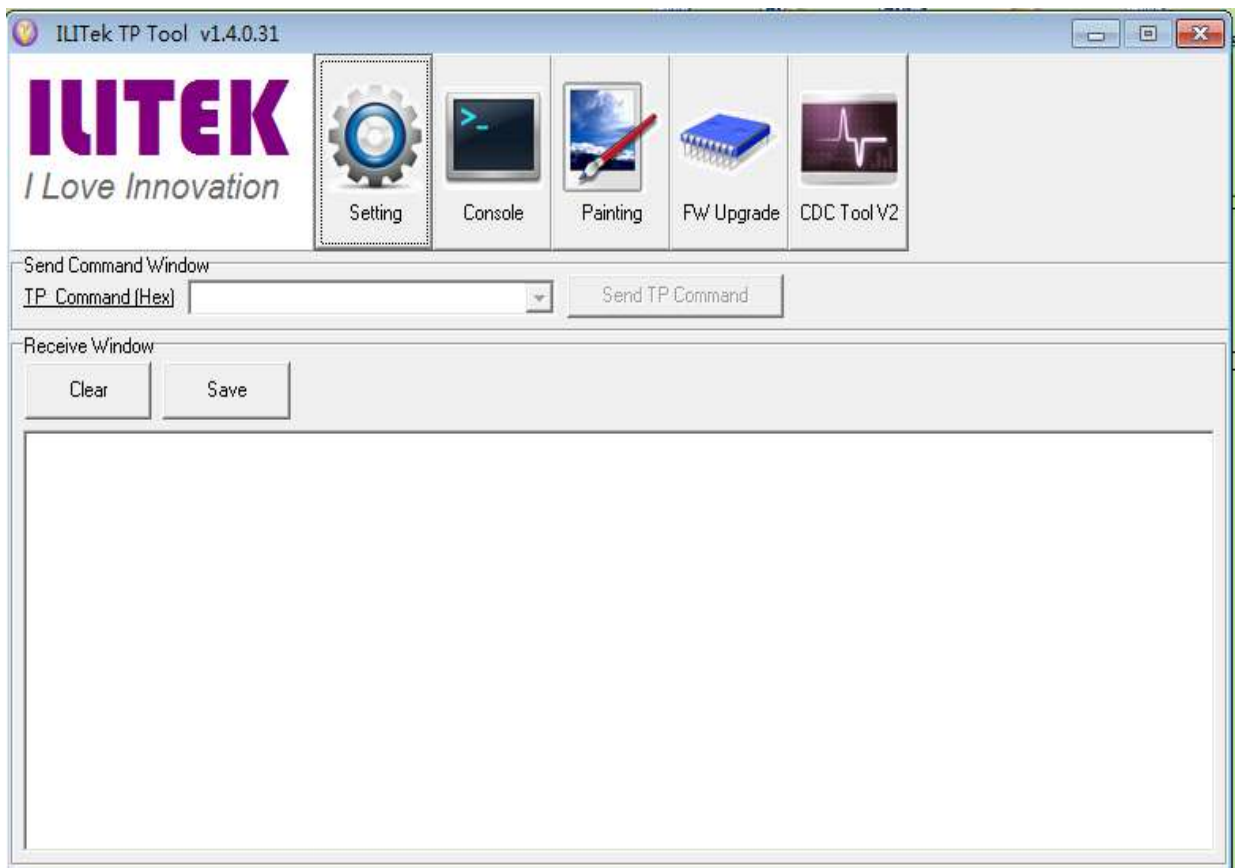 ILITek TP Tool v1.4.0.31
ILITEK
I Love Innovation
Setting
Console
Painting
FW Upgrade
CDC Tool V2
Send Command Window
TP Command (Hex)
Send TP Command
Receive Window
Clear
Save